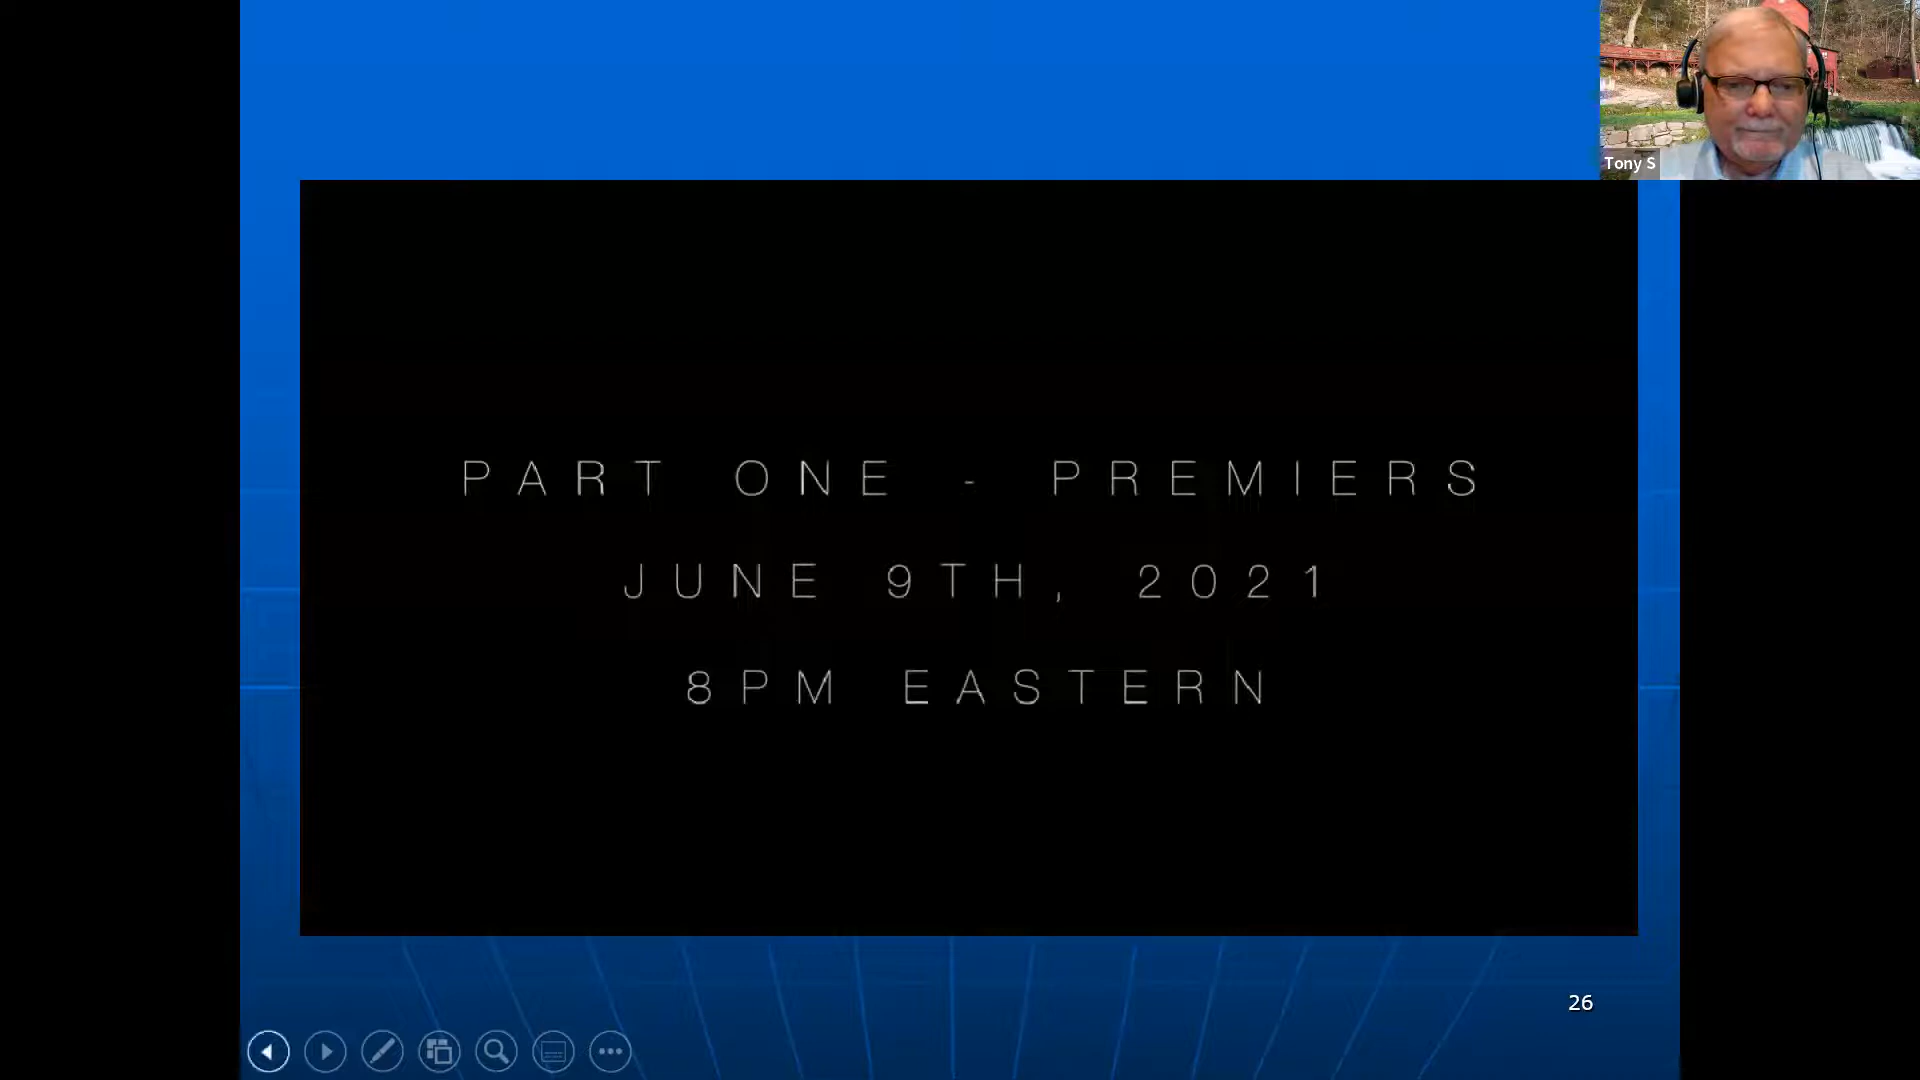 Tony S
PART ONE - PREMIERS
JUNE 9TH, 2021
8PM EASTERN
26